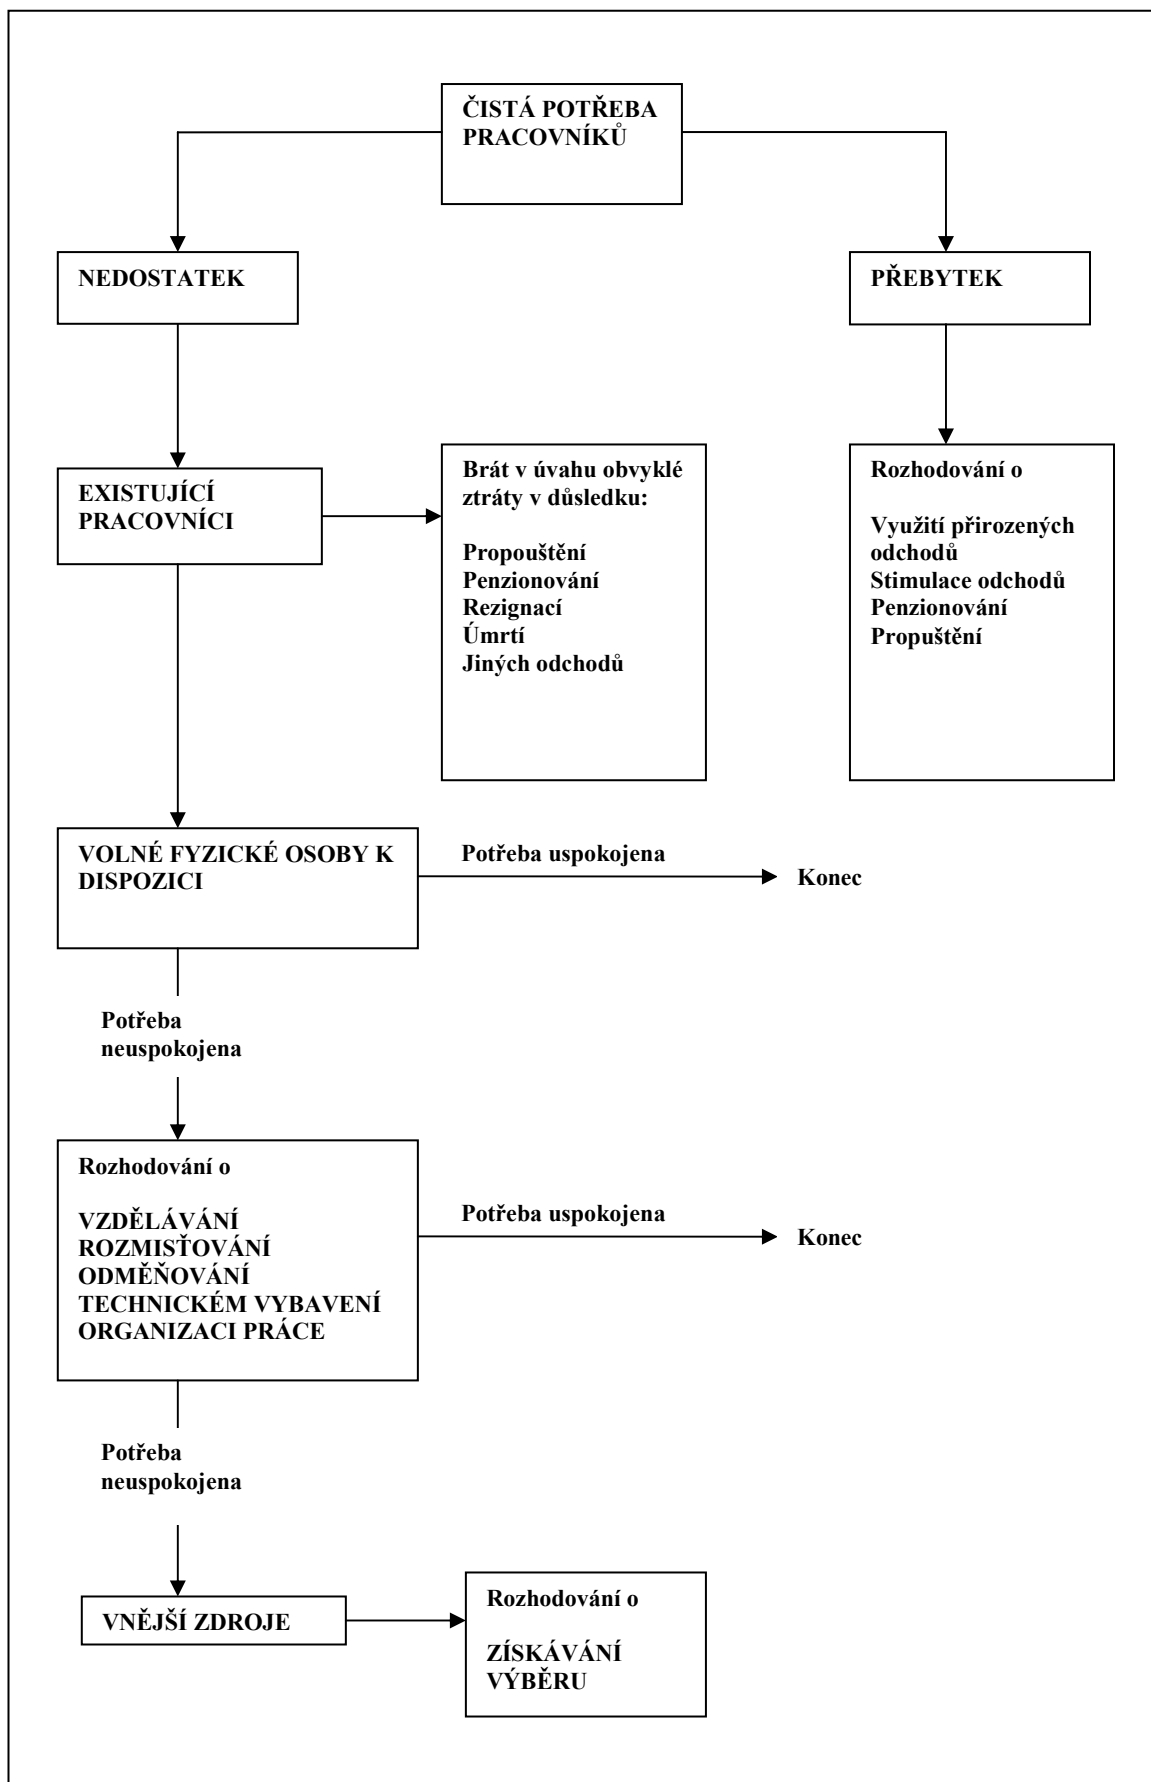 ČISTÁ POTŘEBA
PRACOVNÍKŮ
NEDOSTATEK
PŘEBYTEK
EXISTUJÍCÍ
PRACOVNÍCI
Brát v úvahu obvyklé
ztráty v důsledku:
Propouštění
Penzionování
Rezignací
Úmrtí
Jiných odchodů
Rozhodování o
Využití přirozených
odchodů
Stimulace odchodů
Penzionování
Propuštění
VOLNÉ FYZICKÉ OSOBY K
DISPOZICI
Potřeba uspokojena
Konec
Potřeba
neuspokojena
Rozhodování o
VZDĚLÁVÁNÍ
ROZMISŤOVÁNÍ
ODMĚŇOVÁNÍ
TECHNICKÉM VYBAVENÍ
ORGANIZACI PRÁCE
Potřeba uspokojena
Konec
Potřeba
neuspokojena
VNĚJŠÍ ZDROJE
Rozhodování o
ZÍSKÁVÁNÍ
VÝBĚRU